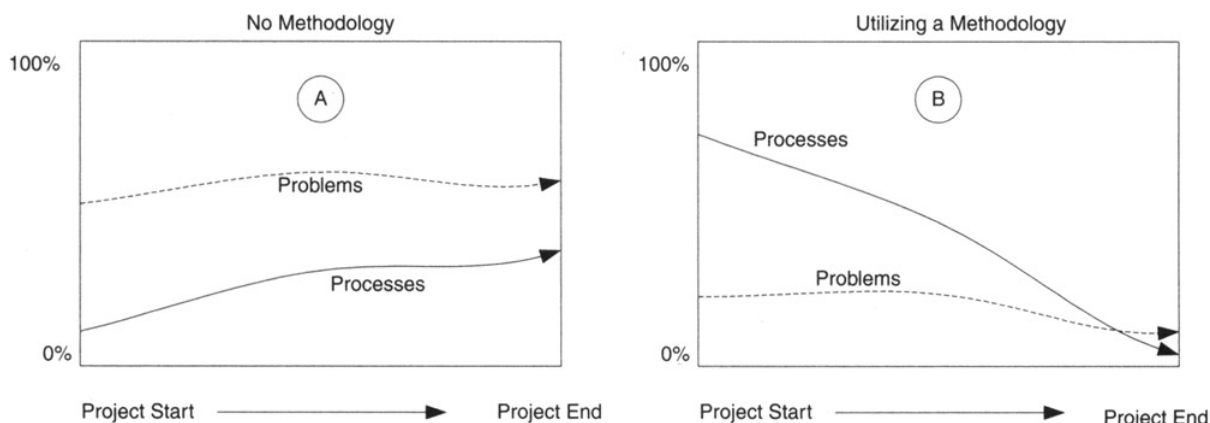 No Methodology
100%
A
Problems
Processes
0%
Project Start
Project End
Utilizing a Methodology
100%
B
Processes
Problems
0%
Project Start
Project End